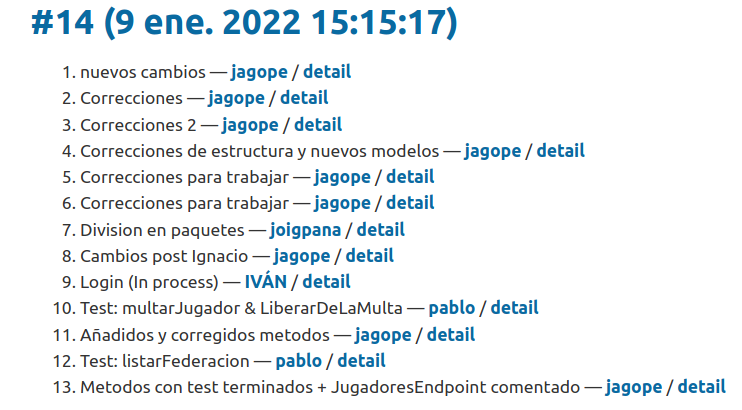 #14 (9 ene. 2022 15:15:17)
1. nuevos cambios — jagope / detail
2. Correcciones — jagope / detail
3. Correcciones 2 — jagope / detail
4. Correcciones de estructura y nuevos modelos — jagope / detail
5. Correcciones para trabajar — jagope / detail
6. Correcciones para trabajar — jagope / detail
7. Division en paquetes — joigpana / detail
8. Cambios post Ignacio — jagope / detail
9. Login (In process) — IVÁN / detail
10. Test: multarJugador & LiberarDeLaMulta — pablo / detail
11. Añadidos y corregidos metodos — jagope / detail
12. Test: listarFederacion — pablo / detail
13. Metodos con test terminados + JugadoresEndpoint comentado — jagope / detail